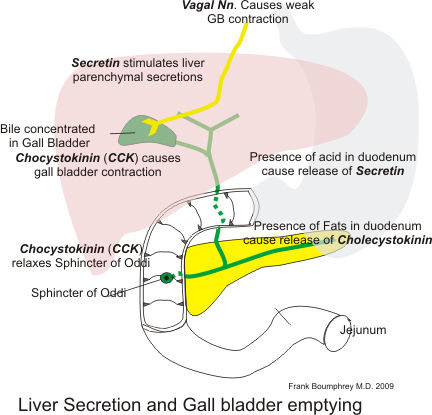 Vagal Nn. Causes weak
GB contraction
Secretin stimulates liver
parenchymal secretions
Bile concentrated
in Gall Bladder
Chocystokinin (CCK) causes
gall bladder contraction
Presence of acid in duodenum
cause release of Secretin
Presence of Fats in duodenum
cause release of Cholecystokinin
Chocystokinin (CCK)
relaxes Sphincter of Oddi
Sphincter of Oddi
Jejunum
Frank Boumphrey M.D. 2009
Liver Secretion and Gall bladder emptying